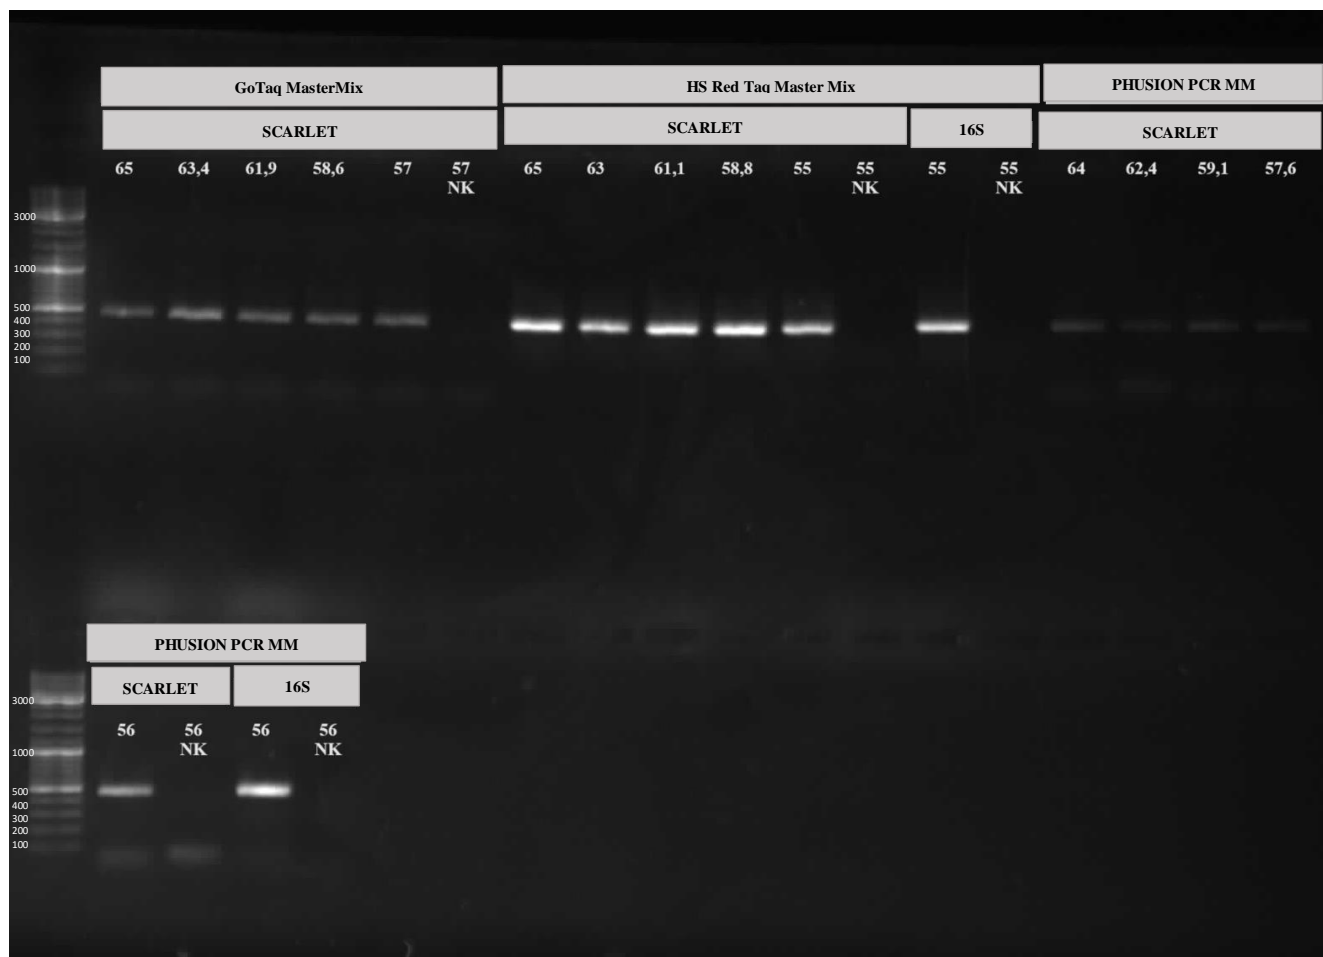 GoTaq MasterMix
HS Red Taq Master Mix
PHUSION PCR MM
SCARLET
SCARLET
16S
SCARLET
65 63,4 61,9 58,6 57 57 65 63 61,1 58,8 55 55 55 55 64 62,4 59,1 57,6
NK NK NK
3000
1000
500
400
300
200
100
PHUSION PCR MM
SCARLET
16S
56 56 56 56
NK NK
3000
1000
500
400
300
200
100